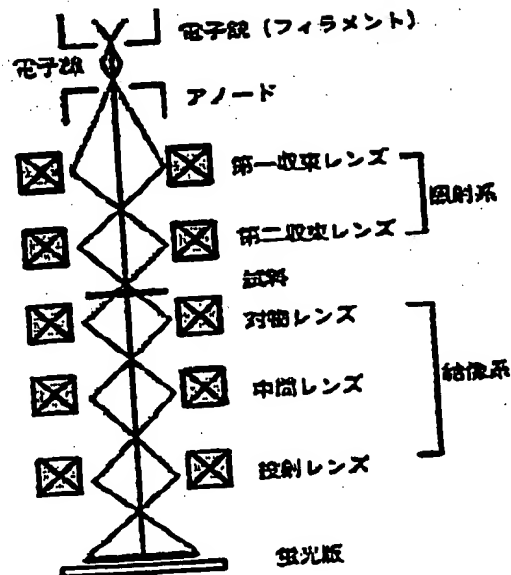 電子銃（フィラメント）
電子線
アノード
第一収束レンズ
照射系
第二収束レンズ
試料
対物レンズ
結像系
中間レンズ
投射レンズ
蛍光版